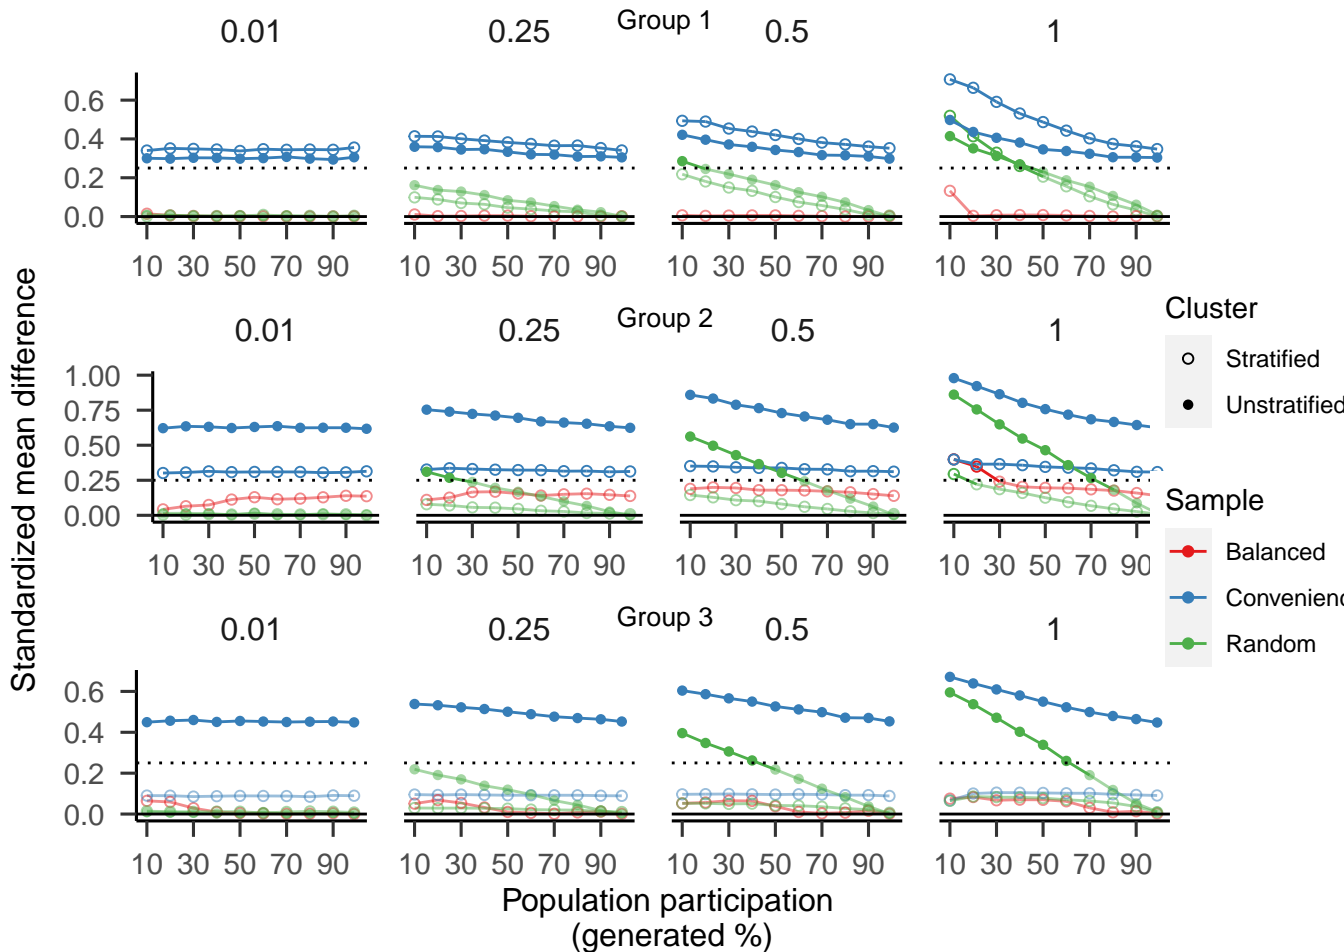 Group 1
0.01 0.25 0.5 1
0.6
0.4
0.2
0.0
10 30 50 70 90 10 30 50 70 90 10 30 50 70 90 10 30 50 70 90
Group 2
0.01 0.25 0.5 1
1.00
0.75
0.50
0.25
0.00
10 30 50 70 90 10 30 50 70 90 10 30 50 70 90 10 30 50 70 90
Group 3
0.01 0.25 0.5 1
0.6
0.4
0.2
0.0
10 30 50 70 90 10 30 50 70 90 10 30 50 70 90 10 30 50 70 90
Standardized mean difference
Population participation
(generated %)
Cluster
Stratified
Unstratified
Sample
Balanced
Convenienc
Random